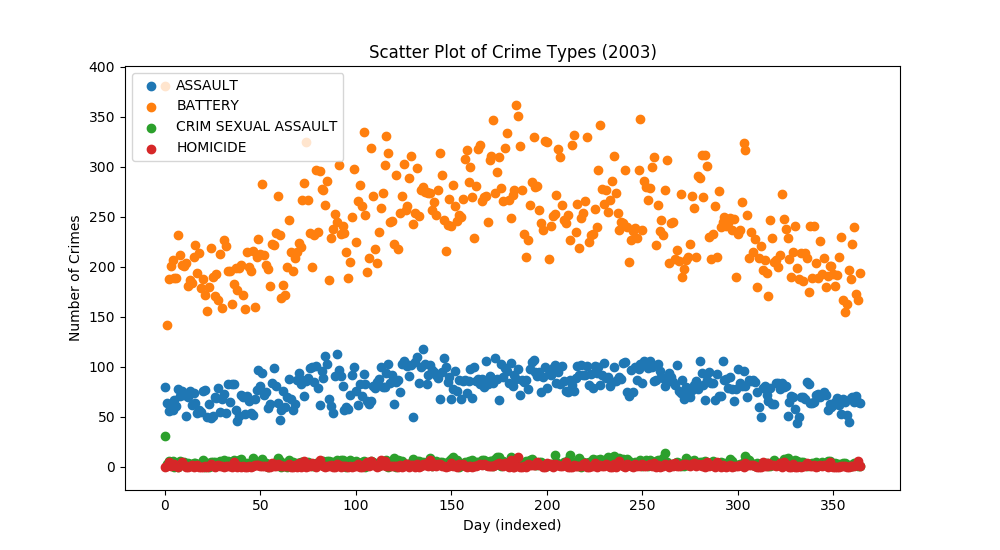 Scatter Plot of Crime Types (2003)
400
350
300
250
200
150
100
50
0
Number of Crimes
ASSAULT
BATTERY
CRIM SEXUAL ASSAULT
HOMICIDE
0 50 100 150 200 250 300 350
Day (indexed)